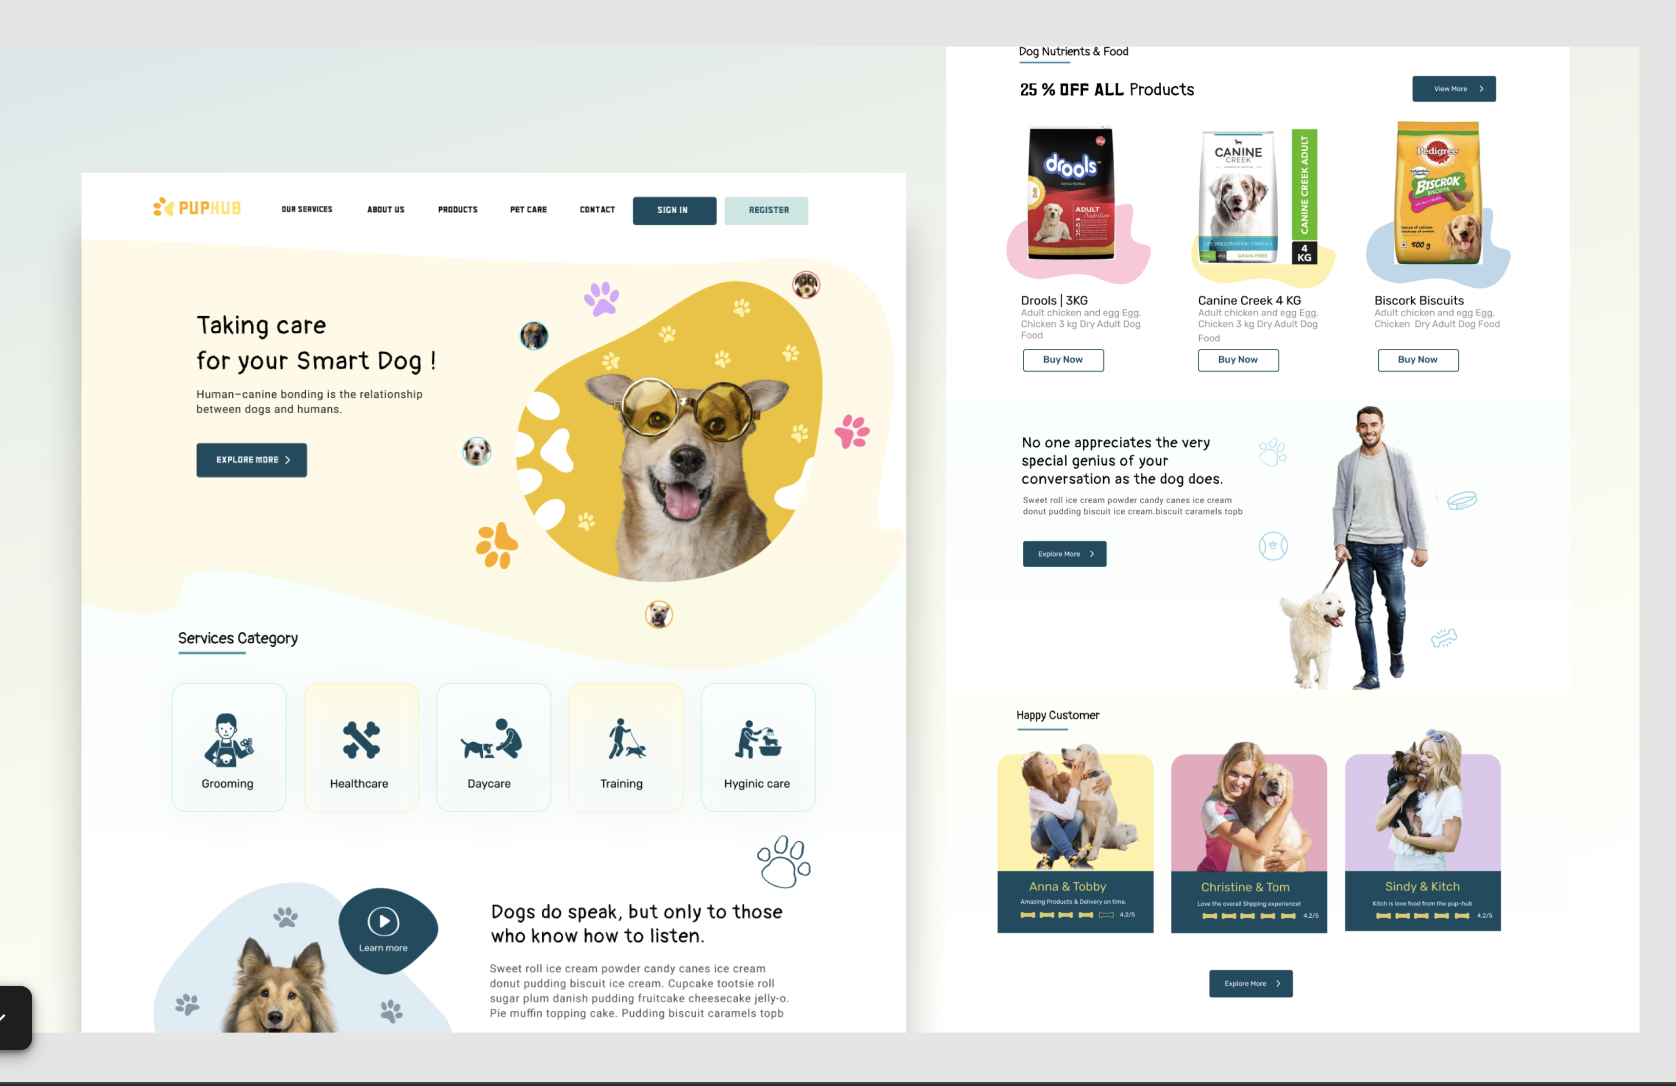 PUPHUB
OUR SERVICES
ABOUT US
PRODUCTS
PET CARE
CONTACT
SIGN IN
REGISTER
Taking care
for your Smart Dog !
Human–canine bonding is the relationship
between dogs and humans.
EXPLORE MORE
Services Category
Grooming
Healthcare
Daycare
Training
Hyginic care
Learn more
Dogs do speak, but only to those
who know how to listen.
Sweet roll ice cream powder candy canes ice cream
donut pudding biscuit ice cream. Cupcake tootsie roll
sugar plum danish pudding fruitcake cheesecake jelly-o.
Pie muffin topping cake. Pudding biscuit caramels topb
Dog Nutrients & Food
25 % OFF ALL Products
View More
drools
ADULT
Nutrition
CANINE
CREEK
LIFE PRESERVATION FORMULA
GRAIN FREE
CANINE CREEK ADULT
4
KG
Pedigree
BISCROK
500 g
Drools | 3KG
Adult chicken and egg Egg,
Chicken 3 kg Dry Adult Dog
Food
Buy Now
Canine Creek 4 KG
Adult chicken and egg Egg,
Chicken 3 kg Dry Adult Dog
Food
Buy Now
Biscork Biscuits
Adult chicken and egg Egg,
Chicken Dry Adult Dog Food
Buy Now
No one appreciates the very
special genius of your
conversation as the dog does.
Sweet roll ice cream powder candy canes ice cream
donut pudding biscuit ice cream.biscuit caramels topb
Explore More
Happy Customer
Anna & Tobby
Amazing Products & Delivery on time.
4.2/5
Christine & Tom
Love the overall Shpping experience!
4.2/5
Sindy & Kitch
Kitch is love food from the pup-hub
4.2/5
Explore More